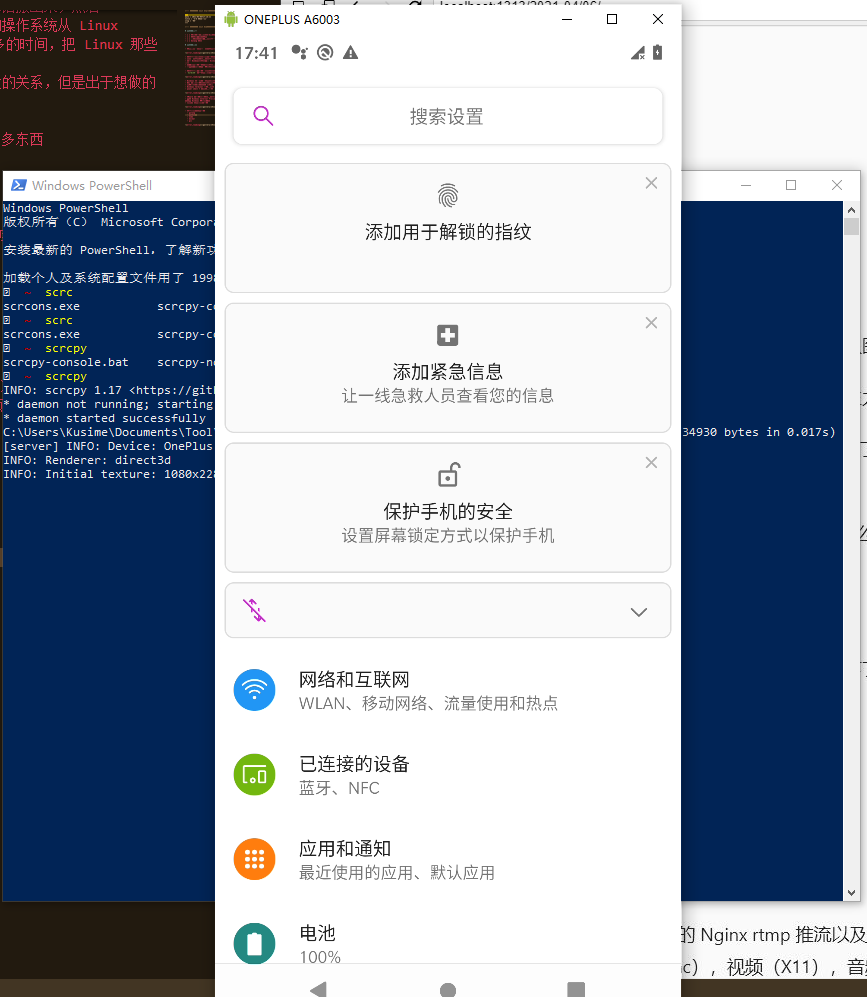 操作系统从 Linux
多的时间，把 Linux 那些
的关系，但是出于想做的
多东西
ONEPLUS A6003
17:41
搜索设置
添加用于解锁的指纹
添加紧急信息
让一线急救人员查看您的信息
保护手机的安全
设置屏幕锁定方式以保护手机
网络和互联网
WLAN、移动网络、流量使用和热点
已连接的设备
蓝牙、NFC
应用和通知
最近使用的应用、默认应用
电池
100%
Windows PowerShell
Windows PowerShell
版权所有 (C) Microsoft Corpor
安装最新的 PowerShell，了解新
加载个人及系统配置文件用了 199
~ scrc
scrcons.exe scrcpy-c
~ scrc
scrcons.exe scrcpy-c
~ scrcpy
scrcpy-console.bat scrcpy-n
~ scrcpy
INFO: scrcpy 1.17 <https://git
* daemon not running; starting
* daemon started successfully
C:\Users\Kusime\Documents\Tool 34930 bytes in 0.017s)
[server] INFO: Device: OnePlus
INFO: Renderer: direct3d
INFO: Initial texture: 1080x228
的 Nginx rtmp 推流以及
c），视频（X11），音